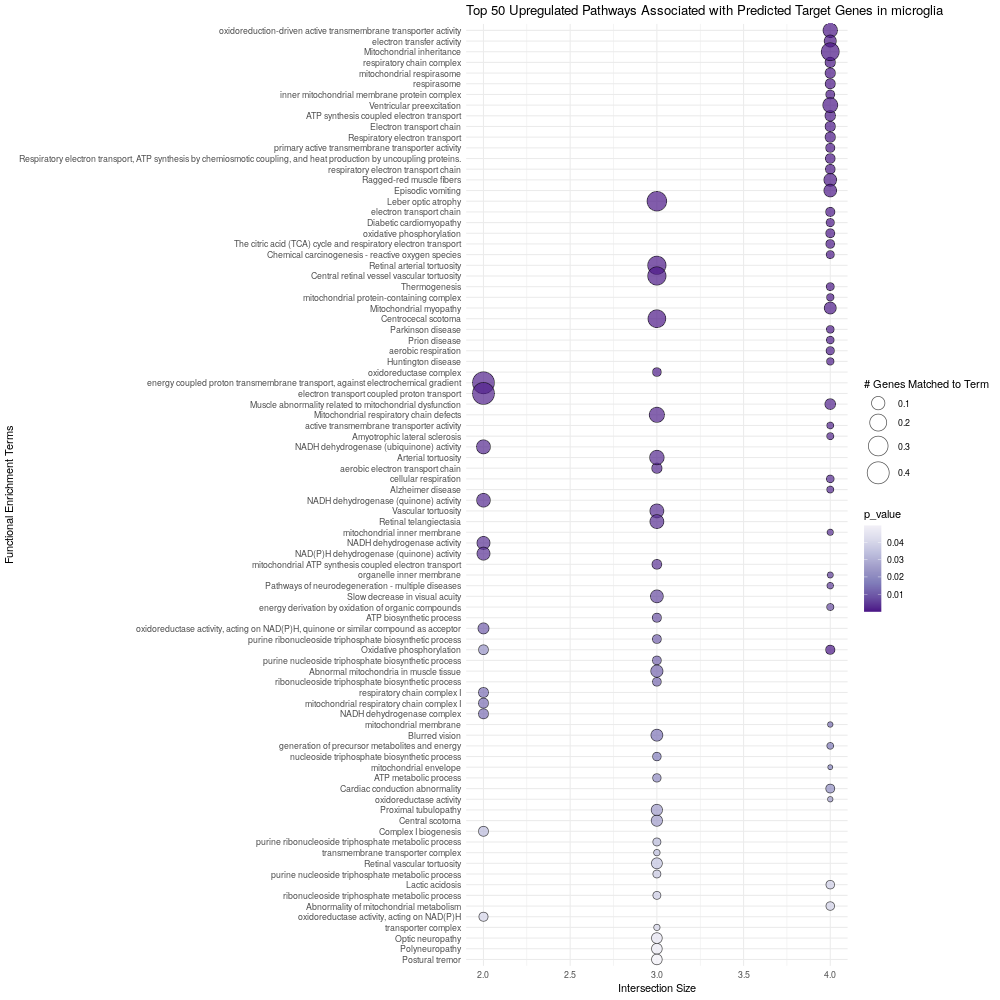 Top 50 Upregulated Pathways Associated with Predicted Target Genes in microglia
oxidoreduction-driven active transmembrane transporter activity
electron transfer activity
Mitochondrial inheritance
respiratory chain complex
mitochondrial respirasome
respirasome
inner mitochondrial membrane protein complex
Ventricular preexcitation
ATP synthesis coupled electron transport
Electron transport chain
Respiratory electron transport
primary active transmembrane transporter activity
Respiratory electron transport, ATP synthesis by chemiosmotic coupling, and heat production by uncoupling proteins.
respiratory electron transport chain
Ragged-red muscle fibers
Episodic vomiting
Leber optic atrophy
electron transport chain
Diabetic cardiomyopathy
oxidative phosphorylation
The citric acid (TCA) cycle and respiratory electron transport
Chemical carcinogenesis - reactive oxygen species
Retinal arterial tortuosity
Central retinal vessel vascular tortuosity
Thermogenesis
mitochondrial protein-containing complex
Mitochondrial myopathy
Centrocecal scotoma
Parkinson disease
Prion disease
aerobic respiration
Huntington disease
oxidoreductase complex
energy coupled proton transmembrane transport, against electrochemical gradient
electron transport coupled proton transport
Muscle abnormality related to mitochondrial dysfunction
Mitochondrial respiratory chain defects
active transmembrane transporter activity
Amyotrophic lateral sclerosis
NADH dehydrogenase (ubiquinone) activity
Arterial tortuosity
aerobic electron transport chain
cellular respiration
Alzheimer disease
NADH dehydrogenase (quinone) activity
Vascular tortuosity
Retinal telangiectasia
mitochondrial inner membrane
NADH dehydrogenase activity
NAD(P)H dehydrogenase (quinone) activity
mitochondrial ATP synthesis coupled electron transport
organelle inner membrane
Pathways of neurodegeneration - multiple diseases
Slow decrease in visual acuity
energy derivation by oxidation of organic compounds
ATP biosynthetic process
oxidoreductase activity, acting on NAD(P)H, quinone or similar compound as acceptor
purine ribonucleoside triphosphate biosynthetic process
Oxidative phosphorylation
purine nucleoside triphosphate biosynthetic process
Abnormal mitochondria in muscle tissue
ribonucleoside triphosphate biosynthetic process
respiratory chain complex I
mitochondrial respiratory chain complex I
NADH dehydrogenase complex
mitochondrial membrane
Blurred vision
generation of precursor metabolites and energy
nucleoside triphosphate biosynthetic process
mitochondrial envelope
ATP metabolic process
Cardiac conduction abnormality
oxidoreductase activity
Proximal tubulopathy
Central scotoma
Complex I biogenesis
purine ribonucleoside triphosphate metabolic process
transmembrane transporter complex
Retinal vascular tortuosity
purine nucleoside triphosphate metabolic process
Lactic acidosis
ribonucleoside triphosphate metabolic process
Abnormality of mitochondrial metabolism
oxidoreductase activity, acting on NAD(P)H
transporter complex
Optic neuropathy
Polyneuropathy
Postural tremor
Functional Enrichment Terms
2.0 2.5 3.0 3.5 4.0
Intersection Size
# Genes Matched to Term
0.1
0.2
0.3
0.4
p_value
0.04
0.03
0.02
0.01